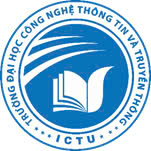 TRƯỜNG ĐẠI HỌC CÔNG NGHỆ THÔNG TIN VÀ TRUYỀN THÔNG
ICTU